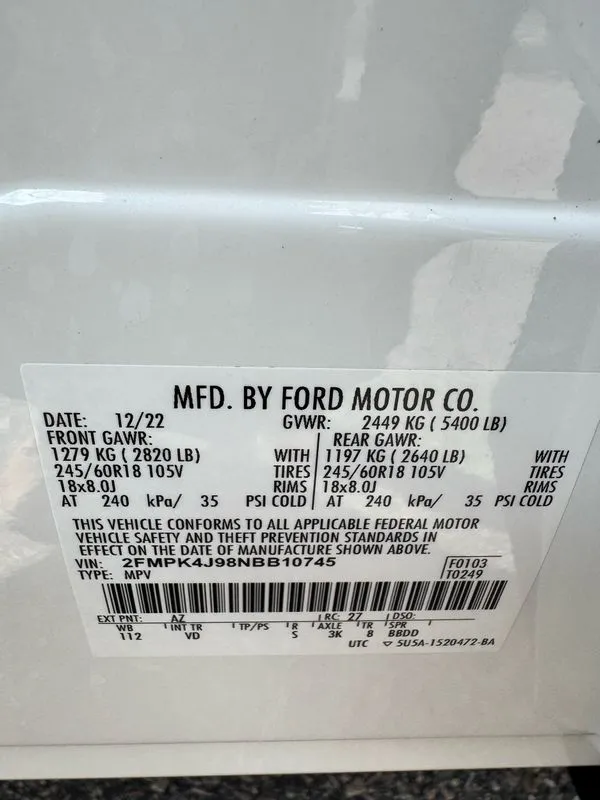 MFD. BY FORD MOTOR CO.
DATE: 12/22 GVWR: 2449 KG ( 5400 LB)
FRONT GAWR: REAR GAWR:
1279 KG ( 2820 LB) WITH 1197 KG ( 2640 LB) WITH
245/60R18 105V TIRES 245/60R18 105V TIRES
18x8.0J RIMS 18x8.0J RIMS
AT 240 kPa/ 35 PSI COLD AT 240 kPa/ 35 PSI COLD
THIS VEHICLE CONFORMS TO ALL APPLICABLE FEDERAL MOTOR
VEHICLE SAFETY AND THEFT PREVENTION STANDARDS IN
EFFECT ON THE DATE OF MANUFACTURE SHOWN ABOVE.
VIN: 2FMPK4J98NBB10745 F0103
TYPE: MPV T0249
EXT PNT: AZ RC: 27 DSO:
WB INT TR TP/PS R AXLE TR SPR
112 VD S 3K 8 BBDD
UTC ▽ 5U5A-1520472-BA